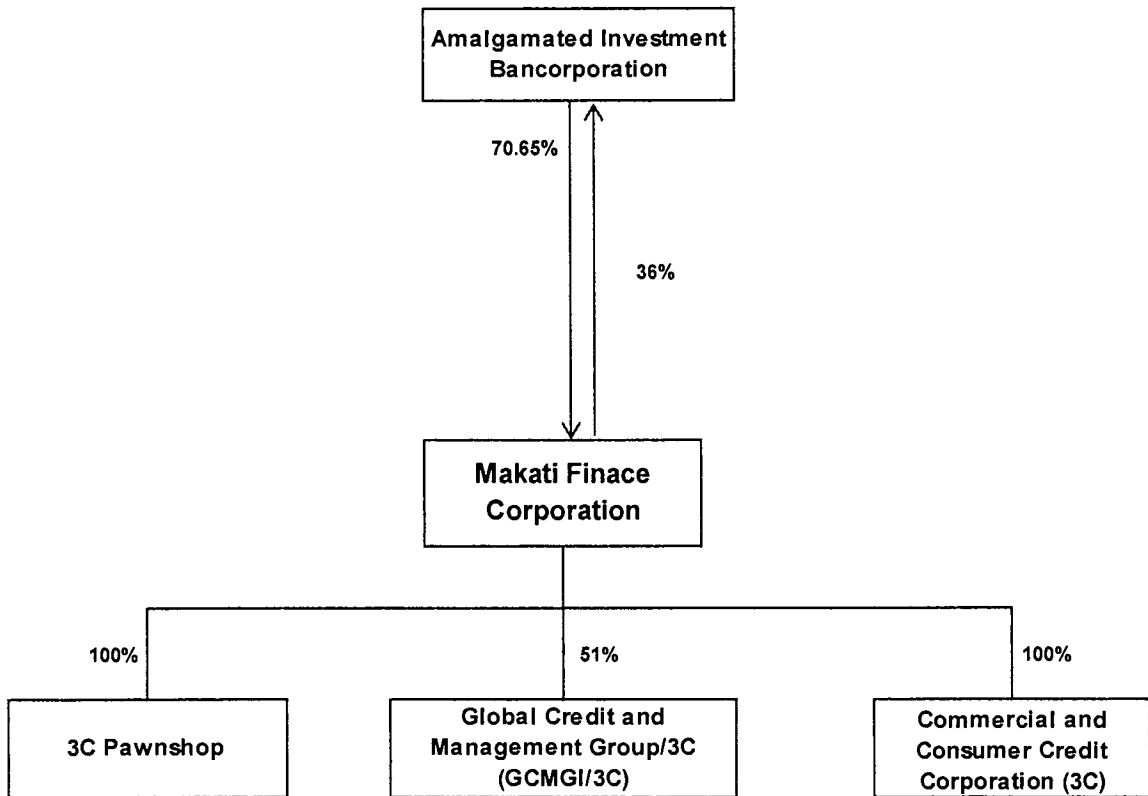 Amalgamated Investment
Bancorporation
70.65%
36%
Makati Finace
Corporation
100%
51%
100%
3C Pawnshop
Global Credit and
Management Group/3C
(GCMGI/3C)
Commercial and
Consumer Credit
Corporation (3C)